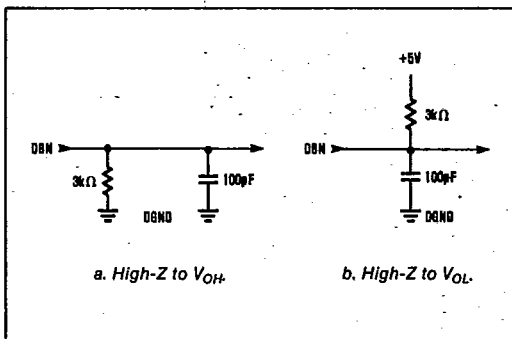 DBN
3kΩ
DGND
100pF
a. High-Z to VOH.
+5V
3kΩ
DBN
100pF
DGND
b. High-Z to VOL.